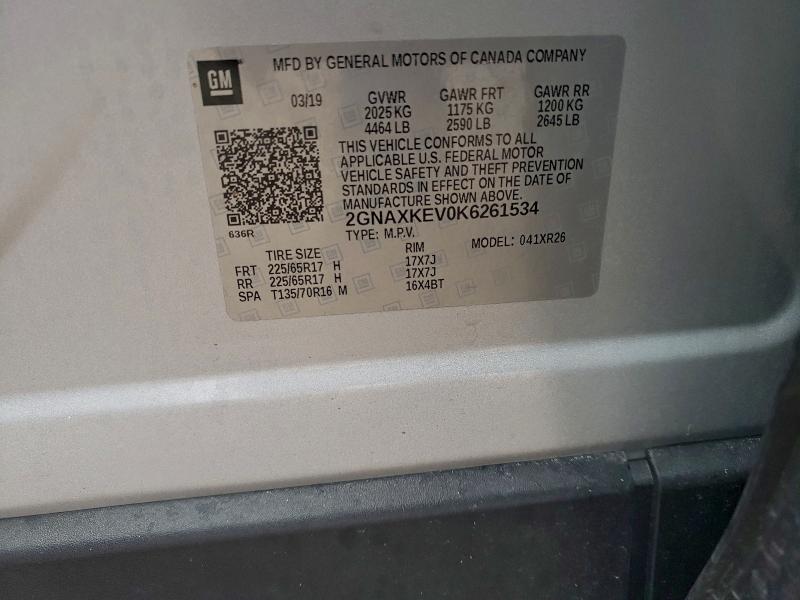 MFD BY GENERAL MOTORS OF CANADA COMPANY
GM
03/19 GVWR GAWR FRT GAWR RR
2025 KG 1175 KG 1200 KG
4464 LB 2590 LB 2645 LB
THIS VEHICLE CONFORMS TO ALL
APPLICABLE U.S. FEDERAL MOTOR
VEHICLE SAFETY AND THEFT PREVENTION
STANDARDS IN EFFECT ON THE DATE OF
MANUFACTURE SHOWN ABOVE.
2GNAXKEV0K6261534
636R
TYPE: M.P.V. MODEL: 041XR26
TIRE SIZE RIM
FRT 225/65R17 H 17X7J
RR 225/65R17 H 17X7J
SPA T135/70R16 M 16X4BT